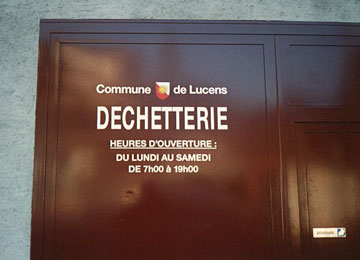 Commune de Lucens
DECHETTERIE
HEURES D'OUVERTURE :
DU LUNDI AU SAMEDI
DE 7h00 à 19h00